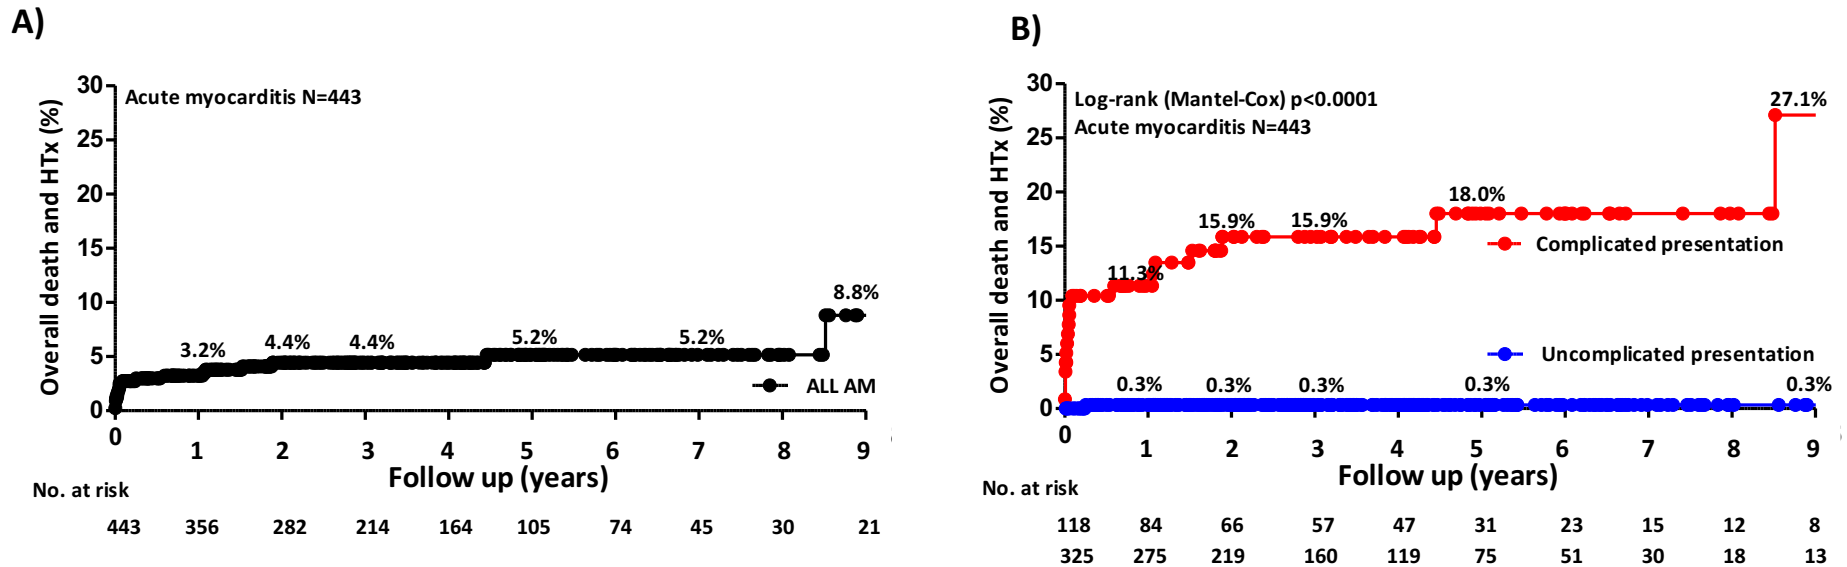 A)
Overall death and HTx (%)
30
25
20
15
10
5
0
Acute myocarditis N=443
3.2%
4.4%
4.4%
5.2%
5.2%
8.8%
ALL AM
0 1 2 3 4 5 6 7 8 9
Follow up (years)
No. at risk
443 356 282 214 164 105 74 45 30 21
B)
Overall death and HTx (%)
30
25
20
15
10
5
0
Log-rank (Mantel-Cox) p<0.0001
Acute myocarditis N=443
11.3%
15.9%
15.9%
18.0%
27.1%
Complicated presentation
Uncomplicated presentation
0.3%
0.3%
0.3%
0.3%
0.3%
0 1 2 3 4 5 6 7 8 9
Follow up (years)
No. at risk
118 84 66 57 47 31 23 15 12 8
325 275 219 160 119 75 51 30 18 13